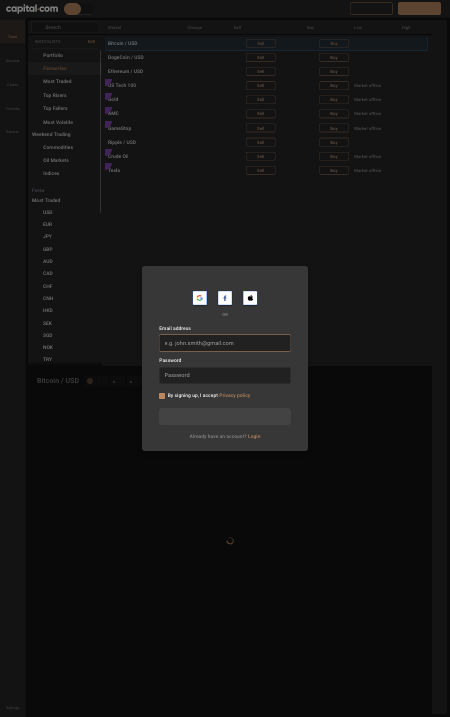 capital.com
Search
Market
Change
Sell
Buy
Low
High
Portfolio
Favourites
Most Traded
Top Risers
Top Fallers
Most Volatile
Weekend Trading
Commodities
Oil Markets
Indices
Forex
Most Traded
USD
EUR
JPY
GBP
AUD
CAD
CHF
CNH
HKD
SEK
SGD
NOK
TRY
Bitcoin / USD Sell Buy
DogeCoin / USD Sell Buy
Ethereum / USD Sell Buy
US Tech 100 Sell Buy Market offline
Gold Sell Buy Market offline
AMC Sell Buy Market offline
GameStop Sell Buy Market offline
Ripple / USD Sell Buy
Crude Oil Sell Buy Market offline
Tesla Sell Buy Market offline
Bitcoin / USD
OR
Email address
e.g. john.smith@gmail.com
Password
Password
By signing up, I accept Privacy policy
Already have an account? Login